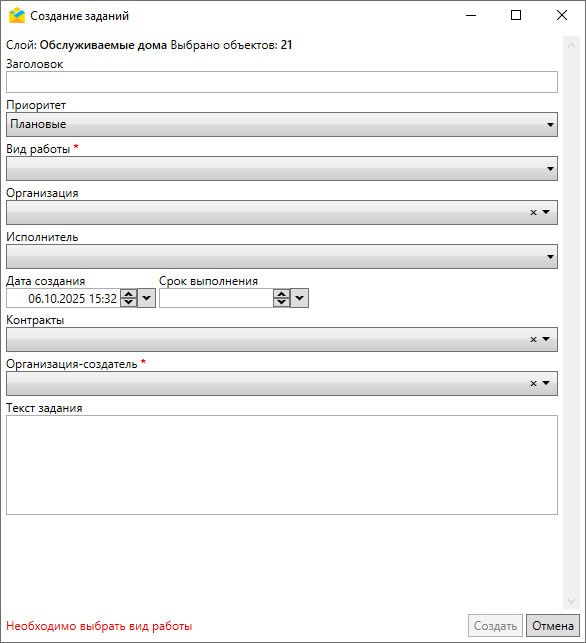 Создание заданий
Слой: Обслуживаемые дома Выбрано объектов: 21
Заголовок
Приоритет
Плановые
Вид работы *
Организация
Исполнитель
Дата создания Срок выполнения
06.10.2025 15:32
Контракты
Организация-создатель *
Текст задания
Необходимо выбрать вид работы Создать Отмена